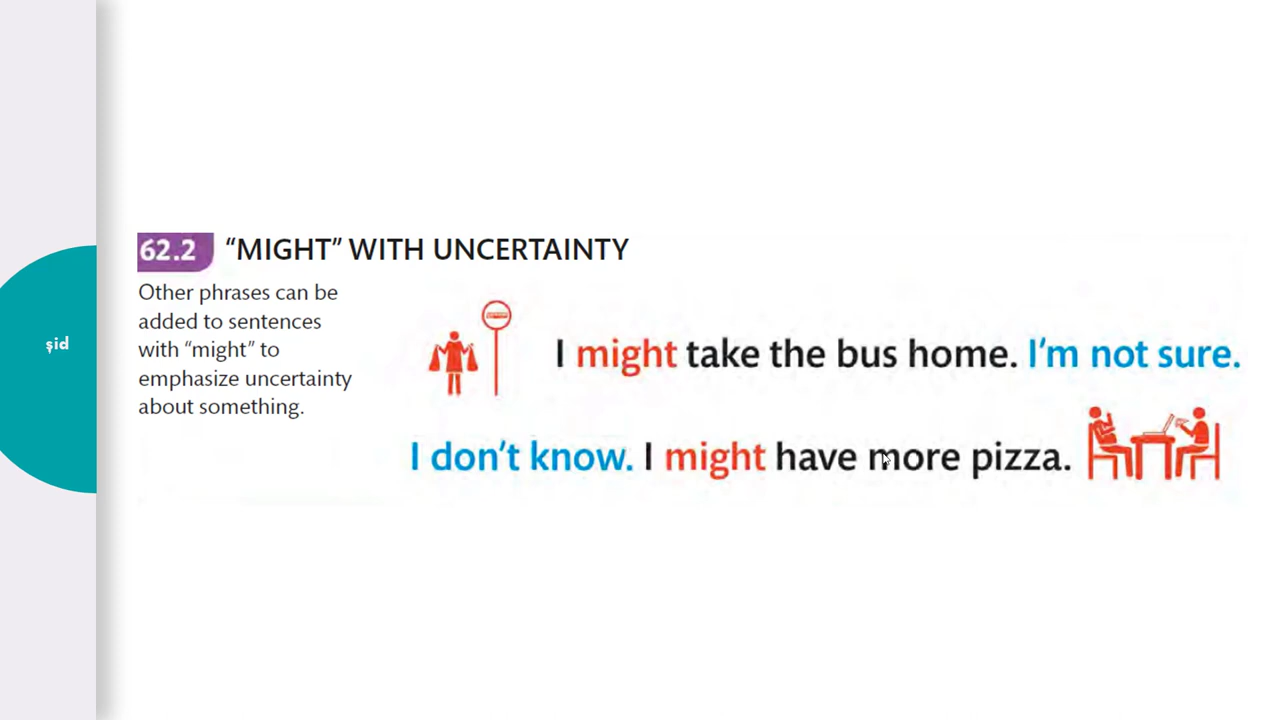 şid
62.2 “MIGHT” WITH UNCERTAINTY
Other phrases can be
added to sentences
with “might” to
emphasize uncertainty
about something.
I might take the bus home. I’m not sure.
I don’t know. I might have more pizza.